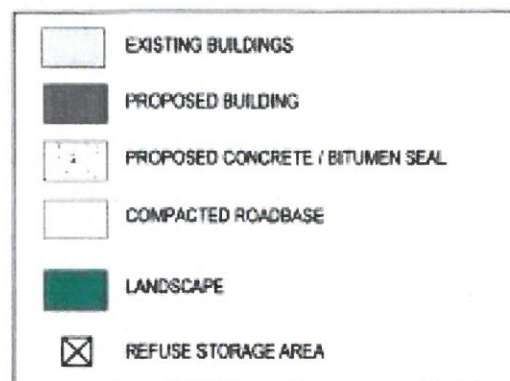 EXISTING BUILDINGS
PROPOSED BUILDING
PROPOSED CONCRETE / BITUMEN SEAL
COMPACTED ROADBASE
LANDSCAPE
REFUSE STORAGE AREA